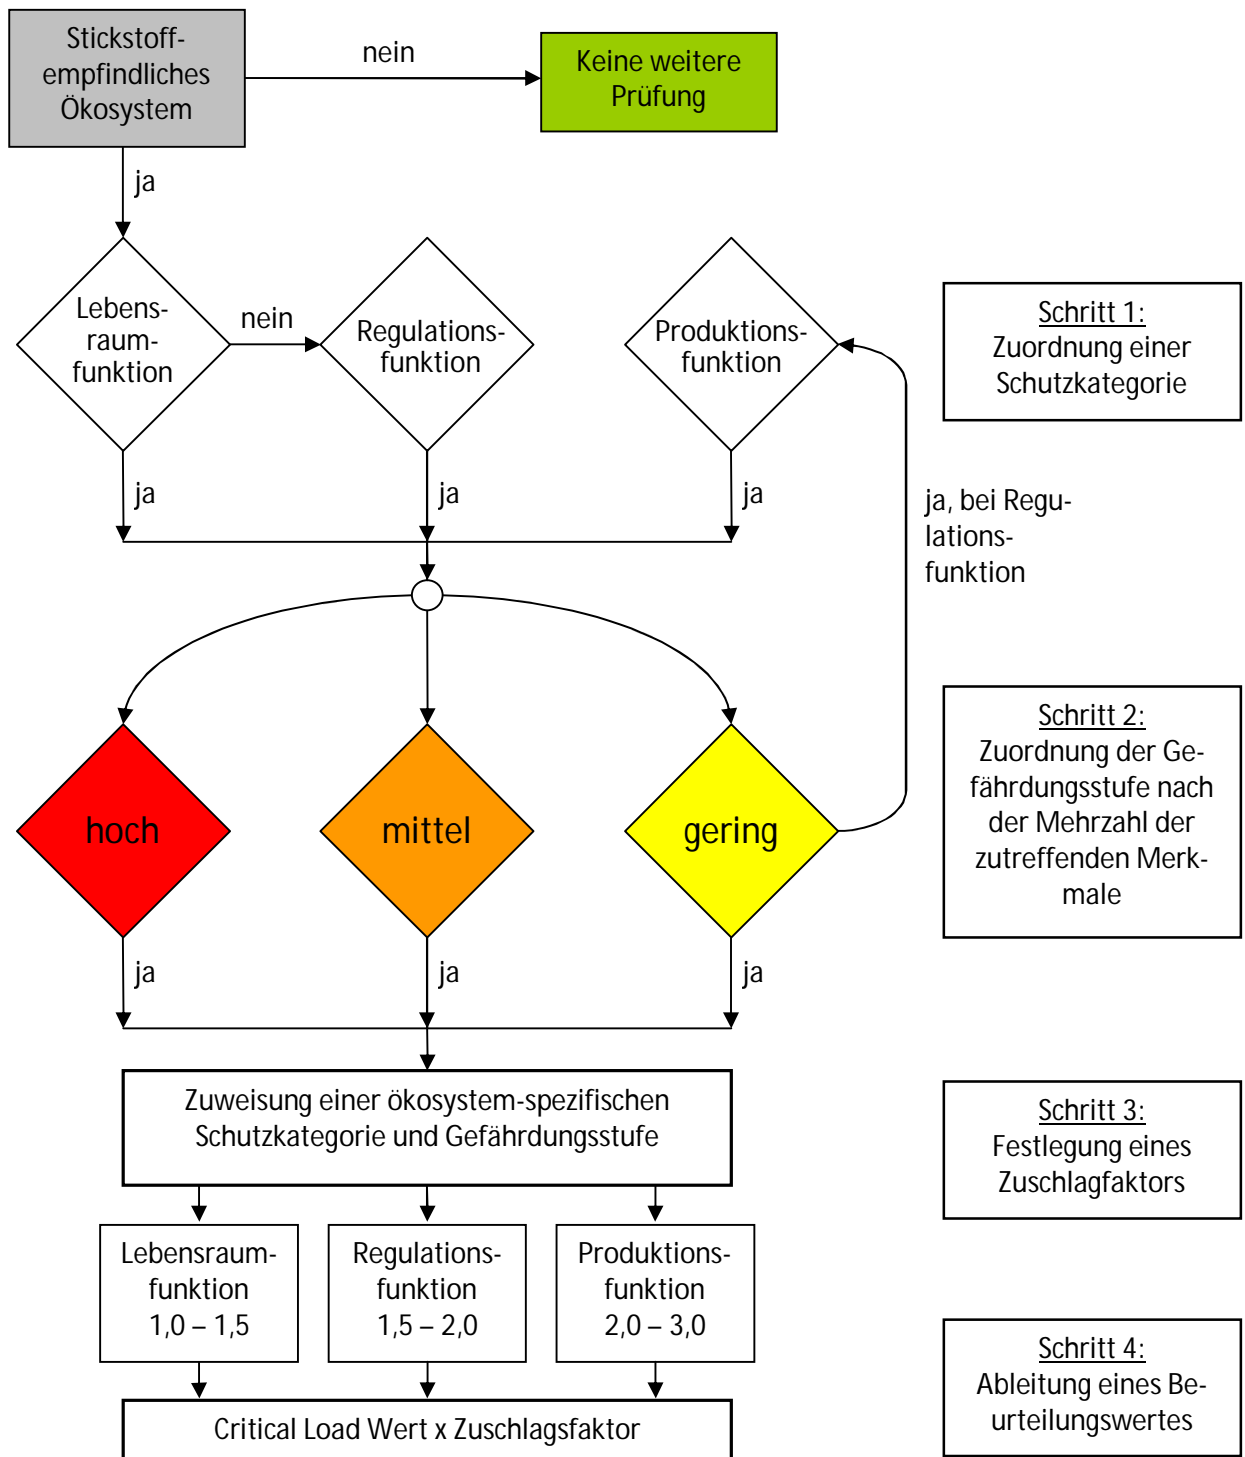 Stickstoff-
empfindliches
Ökosystem
nein
Keine weitere
Prüfung
ja
Lebens-
raum-
funktion
nein
Regulations-
funktion
Produktions-
funktion
Schritt 1:
Zuordnung einer
Schutzkategorie
ja
ja
ja
ja, bei Regu-
lations-
funktion
hoch
mittel
gering
Schritt 2:
Zuordnung der Ge-
fährdungsstufe nach
der Mehrzahl der
zutreffenden Merk-
male
ja
ja
ja
Zuweisung einer ökosystem-spezifischen
Schutzkategorie und Gefährdungsstufe
Schritt 3:
Festlegung eines
Zuschlagfaktors
Lebensraum-
funktion
1,0 – 1,5
Regulations-
funktion
1,5 – 2,0
Produktions-
funktion
2,0 – 3,0
Schritt 4:
Ableitung eines Be-
urteilungswertes
Critical Load Wert x Zuschlagsfaktor